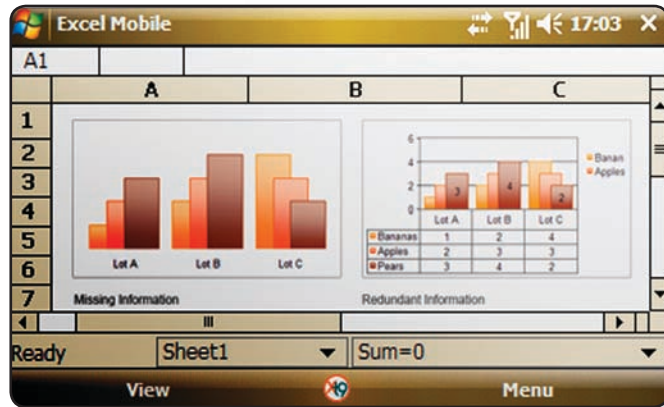 Excel Mobile 17:03
A1
A B C
1
2
3
4
5
6
7
Lot A Lot B Lot C
Missing Information
6
4
2
0
3 4 2
Banan
Apples
Lot A Lot B Lot C
Bananas 1 2 4
Apples 2 3 3
Pears 3 4 2
Redundant Information
Ready Sheet1 Sum=0
View Menu